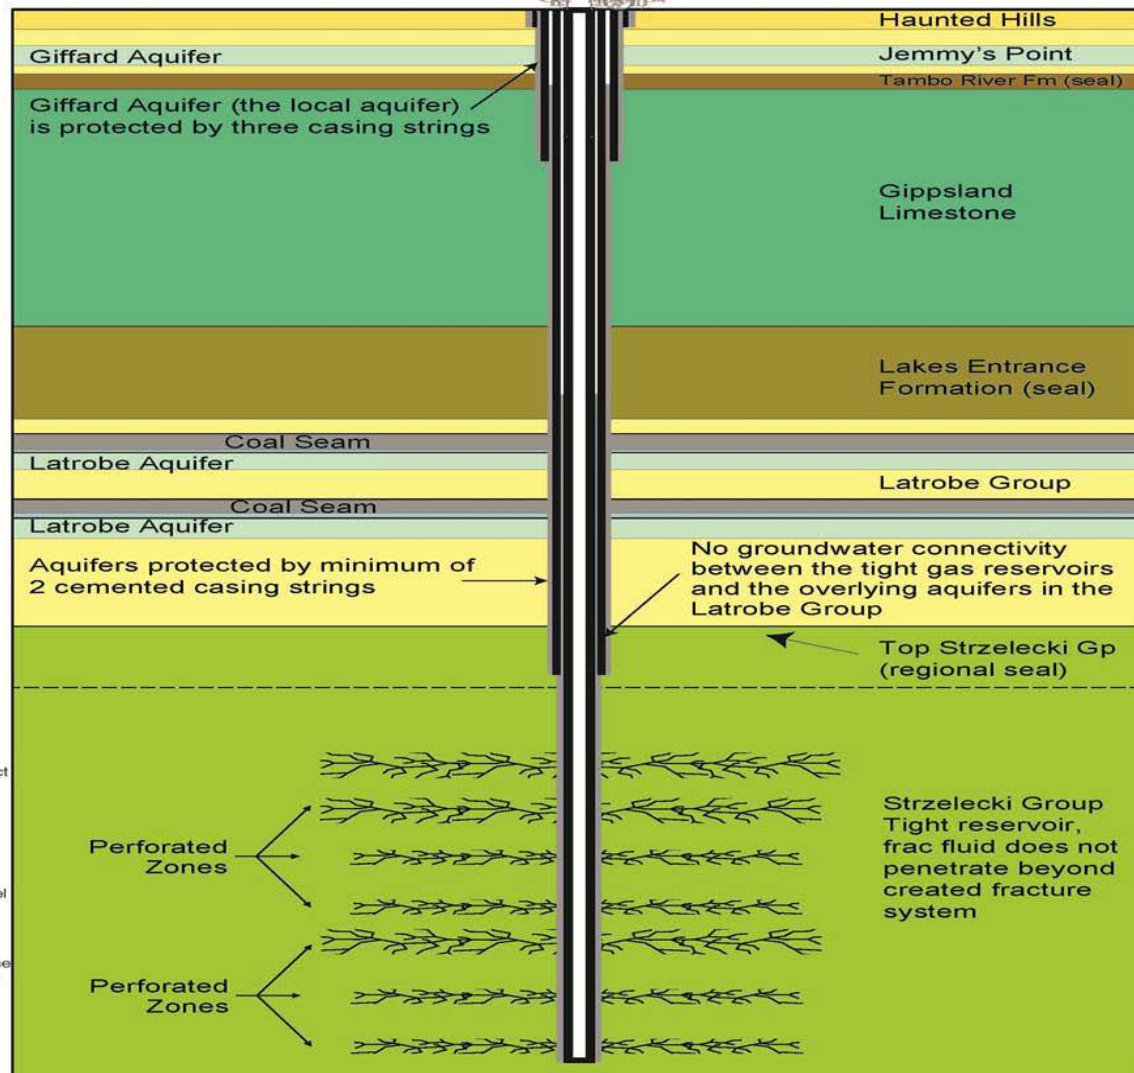 Haunted Hills
Giffard Aquifer
Jemmy's Point
Tambo River Fm (seal)
Giffard Aquifer (the local aquifer)
is protected by three casing strings
Gippsland
Limestone
Lakes Entrance
Formation (seal)
Coal Seam
Latrobe Aquifer
Latrobe Group
Coal Seam
Latrobe Aquifer
Aquifers protected by minimum of
2 cemented casing strings
No groundwater connectivity
between the tight gas reservoirs
and the overlying aquifers in the
Latrobe Group
Top Strzelecki Gp
(regional seal)
Perforated
Zones
Strzelecki Group
Tight reservoir,
frac fluid does not
penetrate beyond
created fracture
system
Perforated
Zones